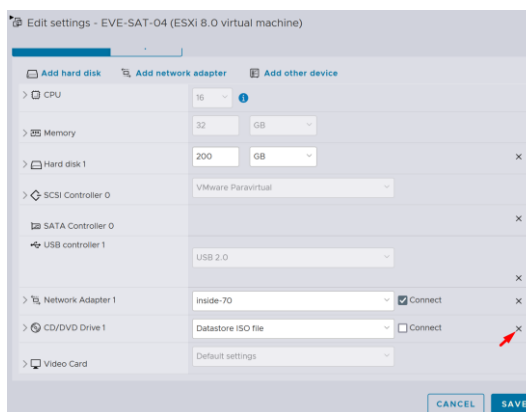 Edit settings - EVE-SAT-04 (ESXi 8.0 virtual machine)
Add hard disk Add network adapter Add other device
CPU 16
Memory 32 GB
Hard disk 1 200 GB
SCSI Controller 0 VMware Paravirtual
SATA Controller 0
USB controller 1
USB 2.0
Network Adapter 1 inside-70 Connect
CD/DVD Drive 1 Datastore ISO file Connect
Video Card Default settings
CANCEL SAVE